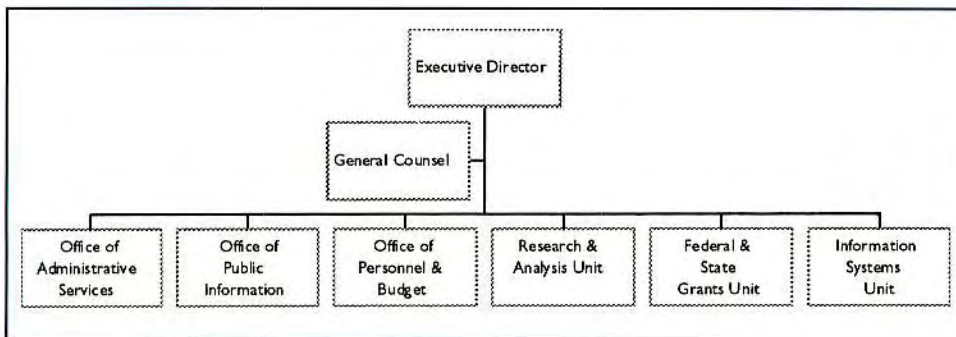 Executive Director
General Counsel
Office of
Administrative
Services
Office of
Public
Information
Office of
Personnel &
Budget
Research &
Analysis Unit
Federal &
State
Grants Unit
Information
Systems
Unit